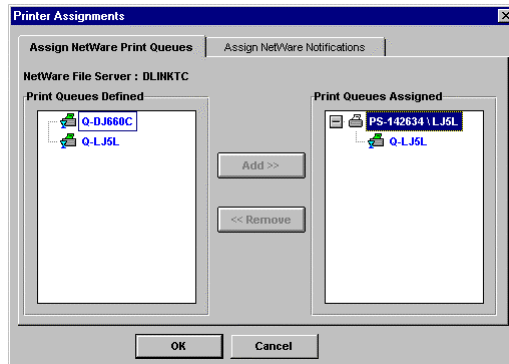 Printer Assignments
Assign NetWare Print Queues
Assign NetWare Notifications
NetWare File Server : DLINKTC
Print Queues Defined
Q-DJ660C
Q-LJ5L
Add >>
<< Remove
Print Queues Assigned
PS-142634 \ LJ5L
Q-LJ5L
OK
Cancel